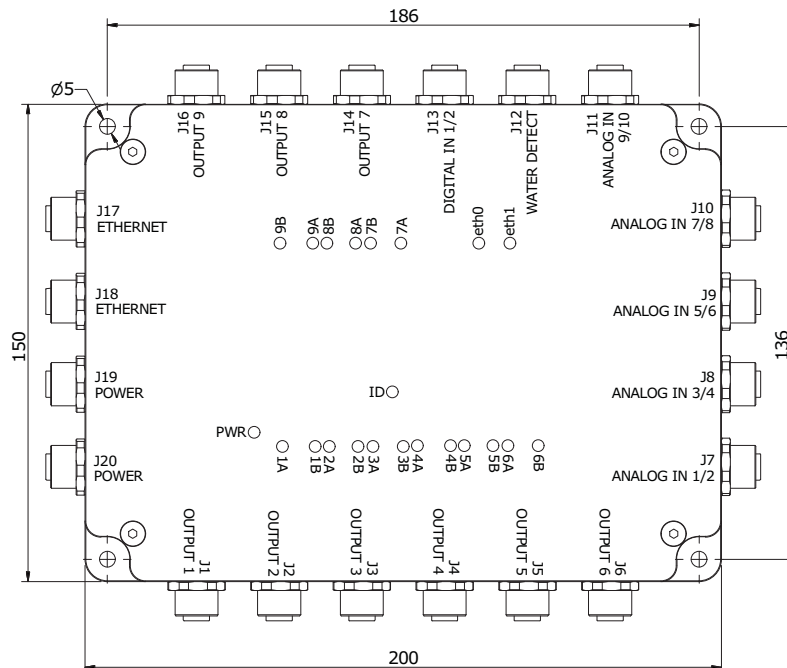 186
Ø5
J16
OUTPUT 9
J15
OUTPUT 8
J14
OUTPUT 7
J13
DIGITAL IN 1/2
J12
WATER DETECT
J11
ANALOG IN
9/10
J17
ETHERNET
J10
ANALOG IN 7/8
9B
9A
8B
8A
7B
7A
eth0
eth1
J18
ETHERNET
J9
ANALOG IN 5/6
150
136
J19
POWER
ID
J8
ANALOG IN 3/4
PWR
J20
POWER
1A
1B
2A
2B
3A
3B
4A
4B
5A
5B
6A
6B
J7
ANALOG IN 1/2
J1
OUTPUT 1
J2
OUTPUT 2
J3
OUTPUT 3
J4
OUTPUT 4
J5
OUTPUT 5
J6
OUTPUT 6
200